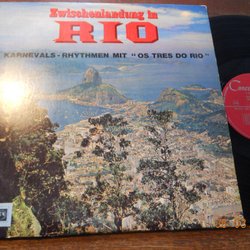 Zwischenlandung in
RIO
KARNEVALS-RHYTHMEN MIT "OS TRES DO RIO"